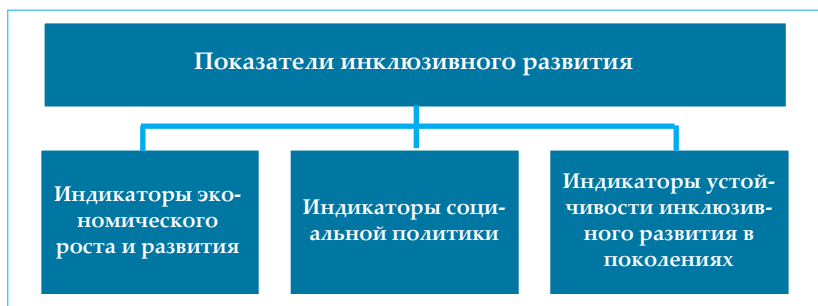 Показатели инклюзивного развития
Индикаторы эко-
номического
роста и развития
Индикаторы соци-
альной политики
Индикаторы устой-
чивости инклюзив-
ного развития в
поколениях